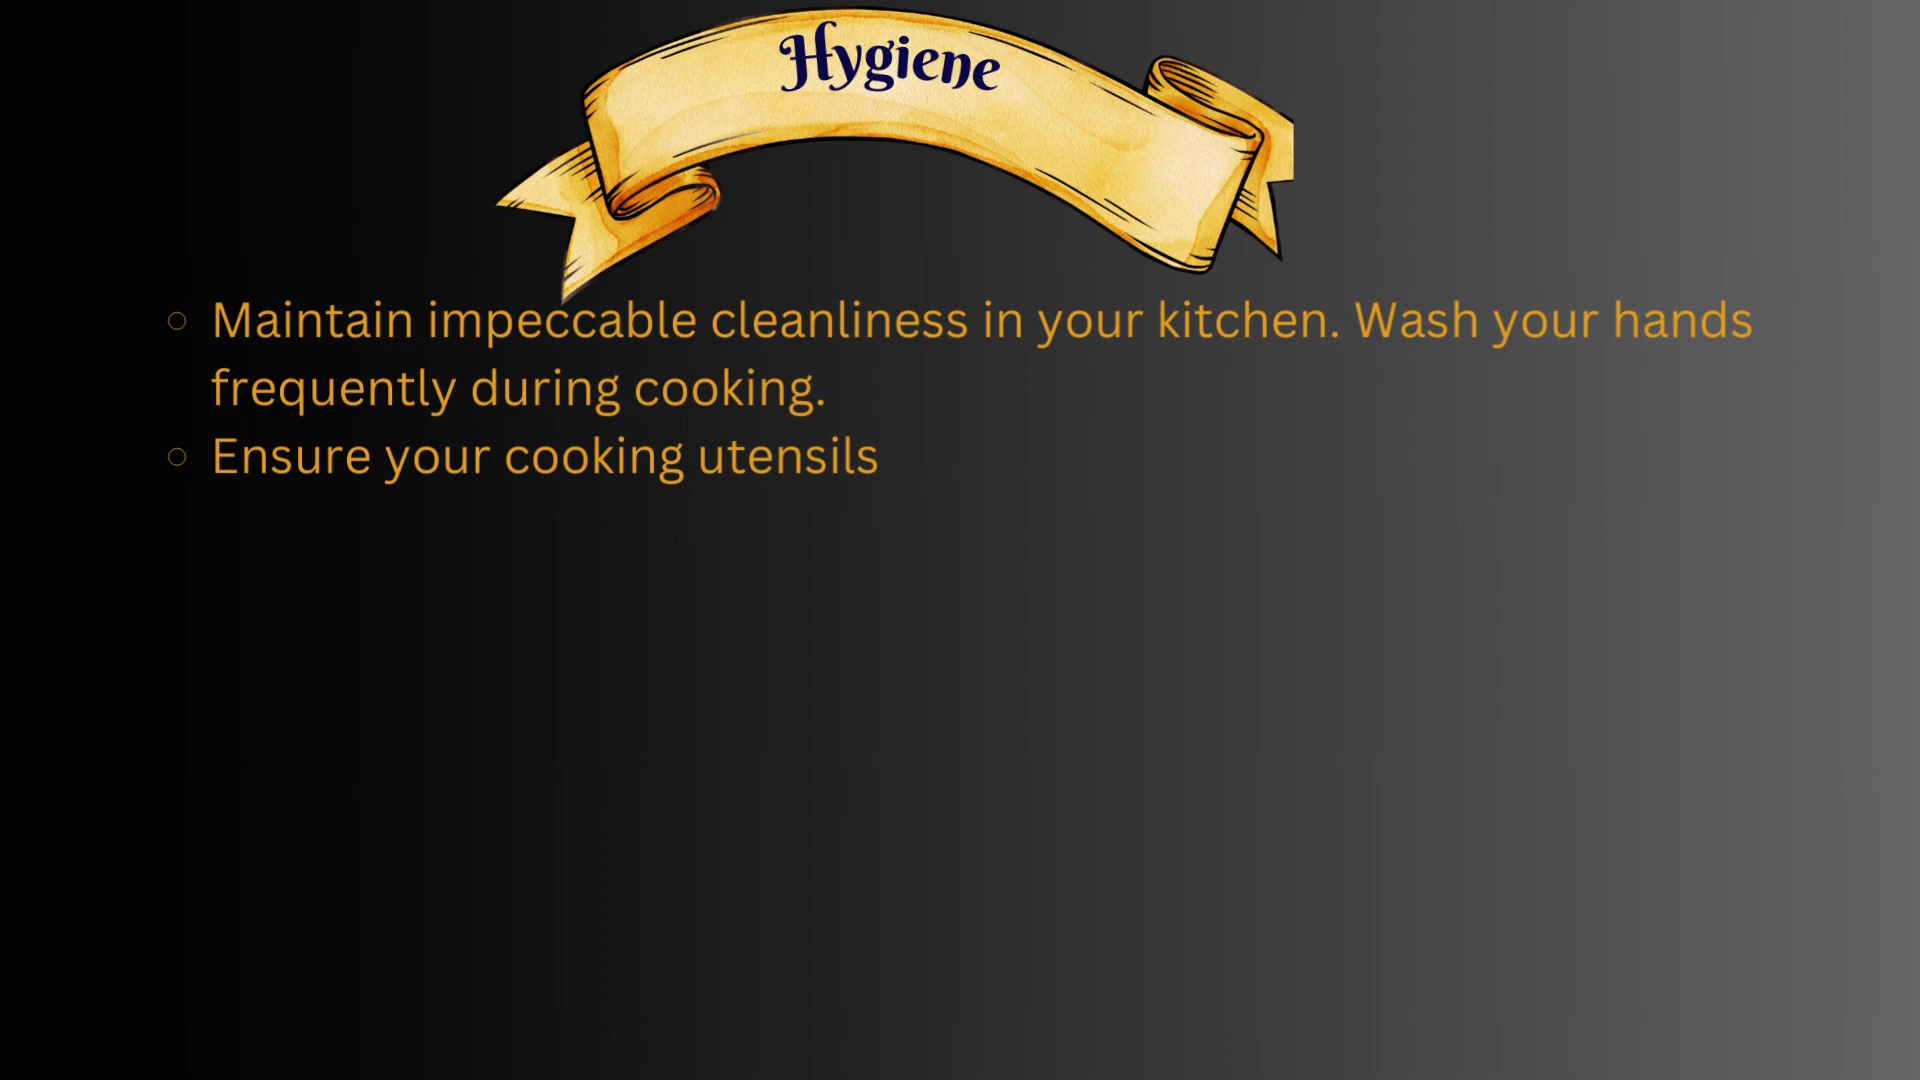 Hygiene
Maintain impeccable cleanliness in your kitchen. Wash your hands
frequently during cooking.
Ensure your cooking utensils